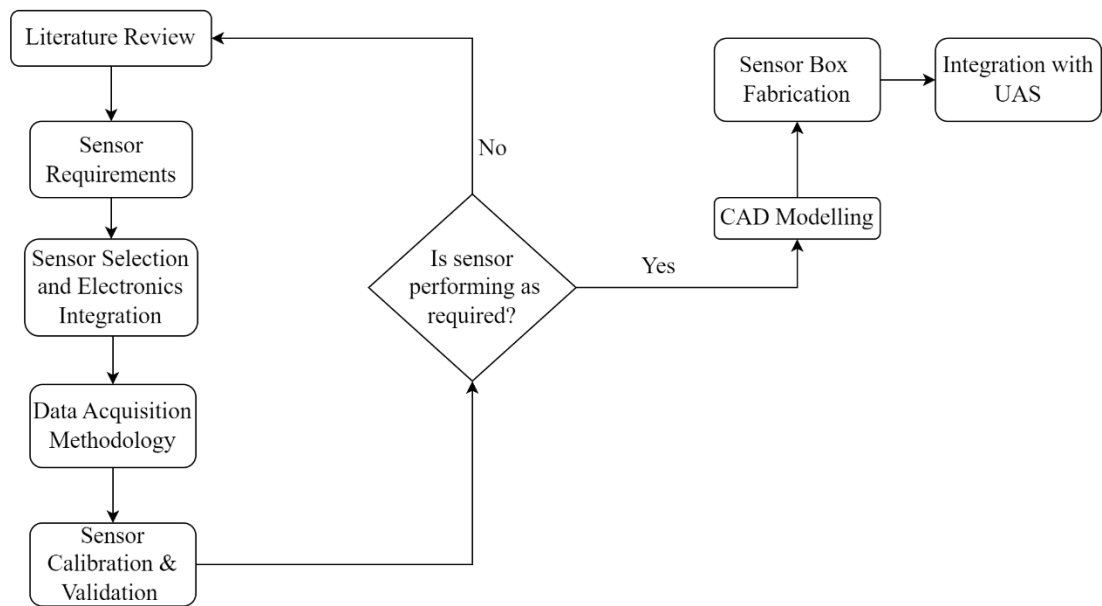 Literature Review
Sensor
Requirements
Sensor Selection
and Electronics
Integration
Data Acquisition
Methodology
Sensor
Calibration &
Validation
Is sensor
performing as
required?
No
Yes
CAD Modelling
Sensor Box
Fabrication
Integration with
UAS